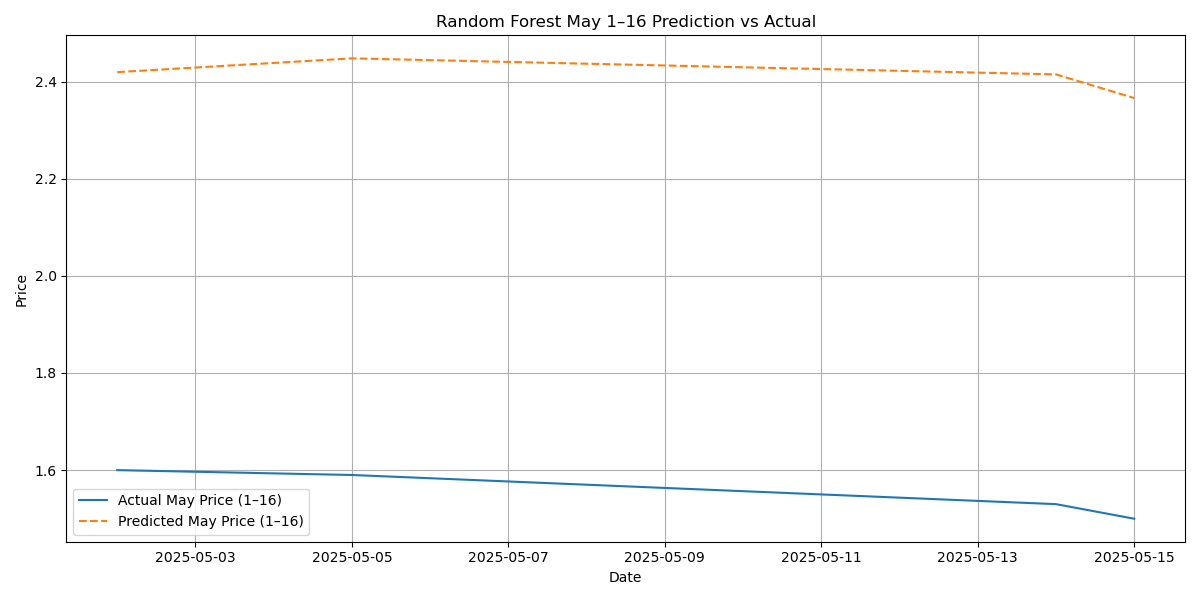 Random Forest May 1–16 Prediction vs Actual
Price
2.4
2.2
2.0
1.8
1.6
Actual May Price (1–16)
Predicted May Price (1–16)
2025-05-03
2025-05-05
2025-05-07
2025-05-09
2025-05-11
2025-05-13
2025-05-15
Date